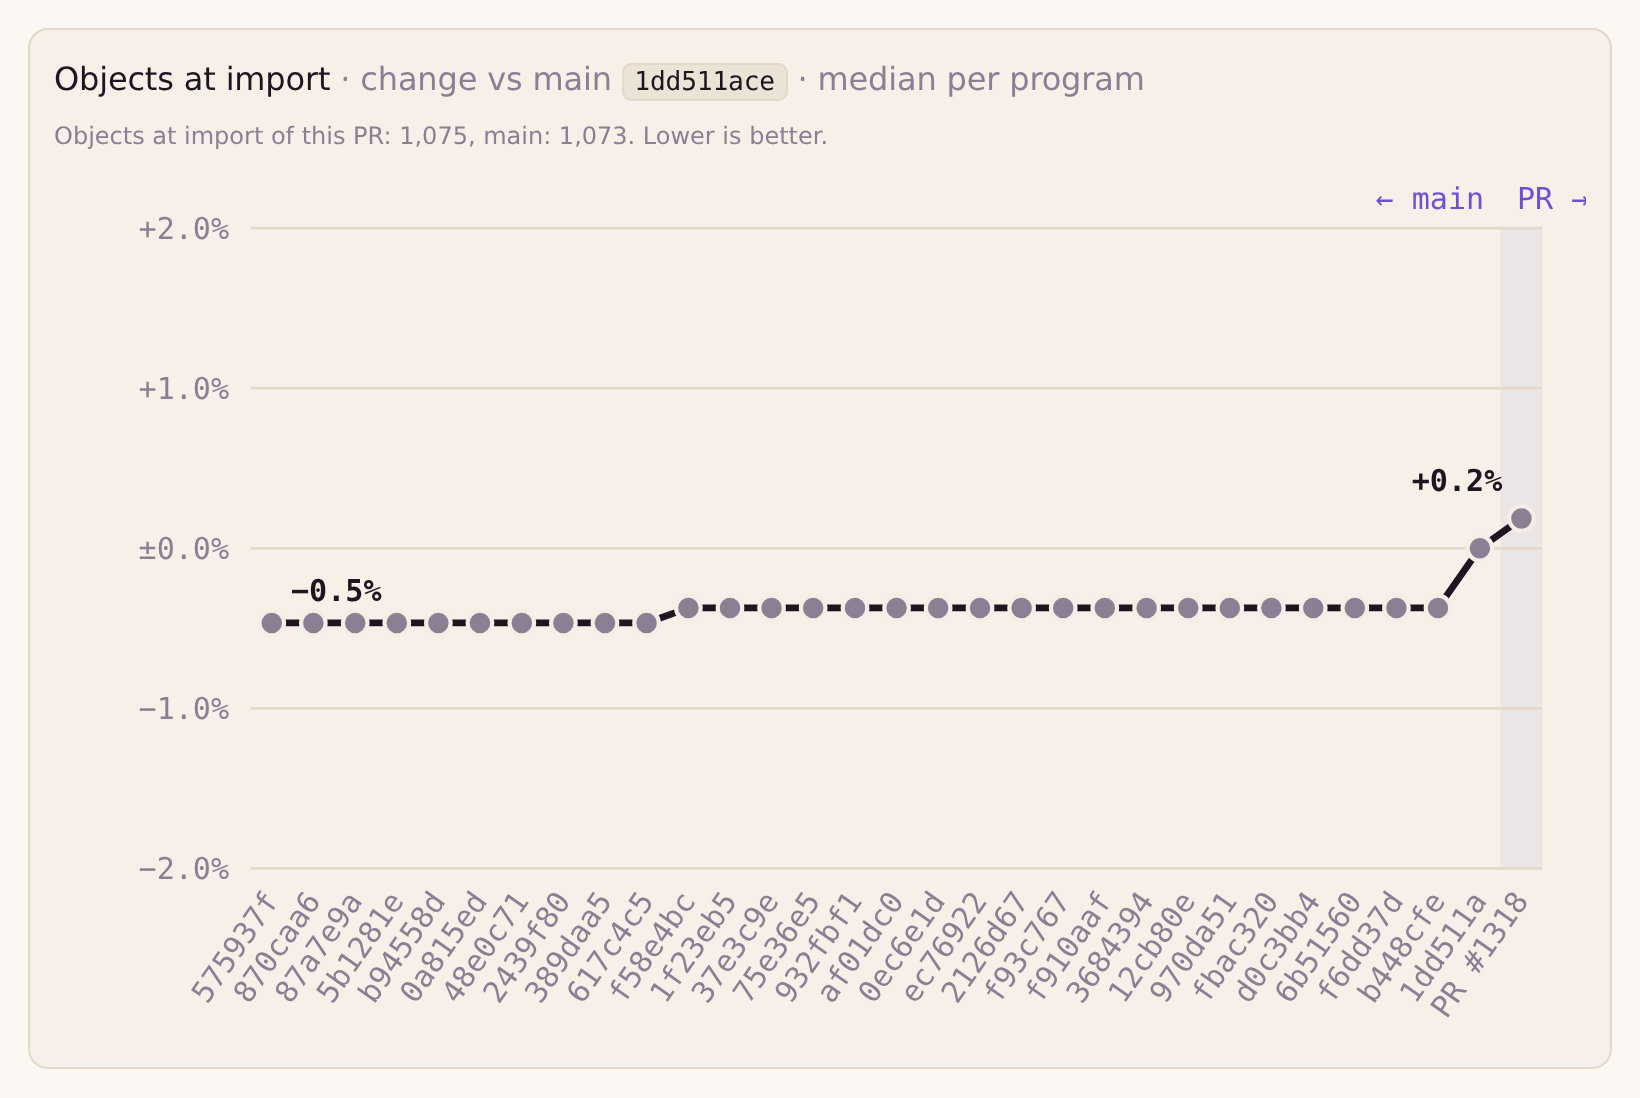 Objects at import · change vs main 1dd511ace · median per program
Objects at import of this PR: 1,075, main: 1,073. Lower is better.
← main PR →
+2.0%
+1.0%
+0.2%
±0.0%
−0.5%
−1.0%
−2.0%
575937f
870caa6
87a7e9a
5b1281e
b94558d
0a815ed
48e0c71
2439f80
389daa5
617c4c5
f58e4bc
1f23eb5
37e3c9e
75e36e5
932fbf1
af01dc0
0ec6e1d
ec76922
2126d67
f93c767
f910aaf
3684394
12cb80e
970da51
fbac320
d0c3bb4
6b51560
f6dd37d
b448cfe
1dd511a
PR #1318